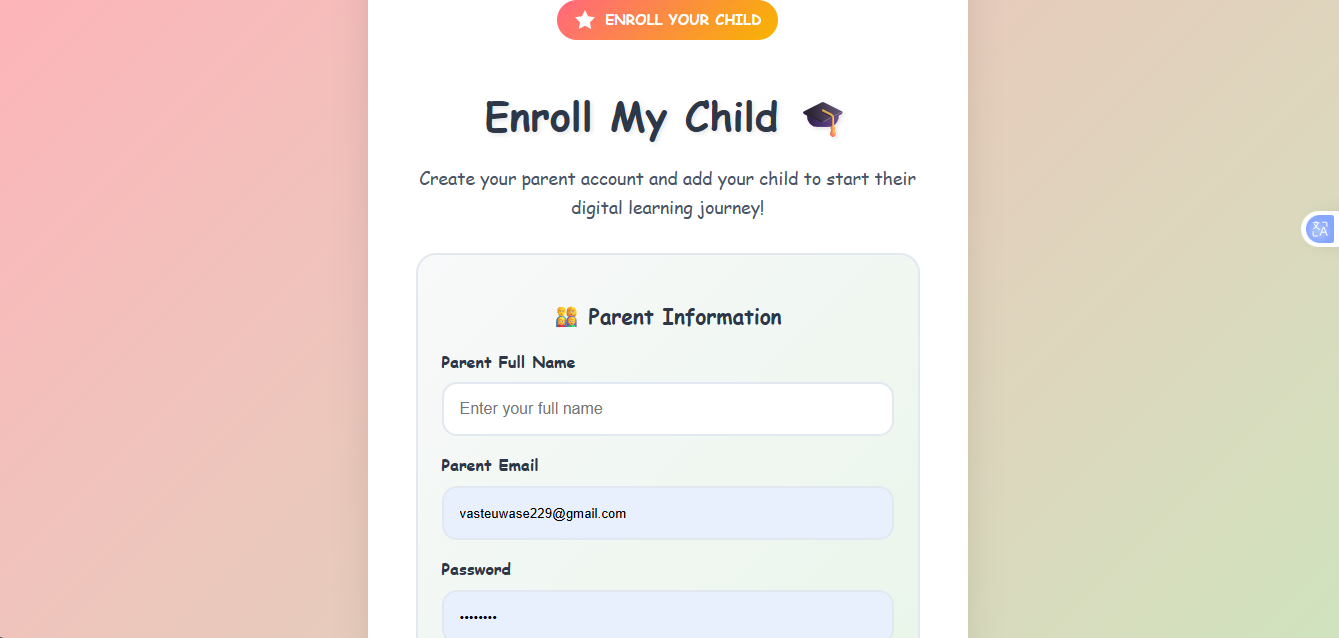 ENROLL YOUR CHILD
Enroll My Child
Create your parent account and add your child to start their
digital learning journey!
Parent Information
Parent Full Name
Enter your full name
Parent Email
vasteuwase229@gmail.com
Password
••••••••